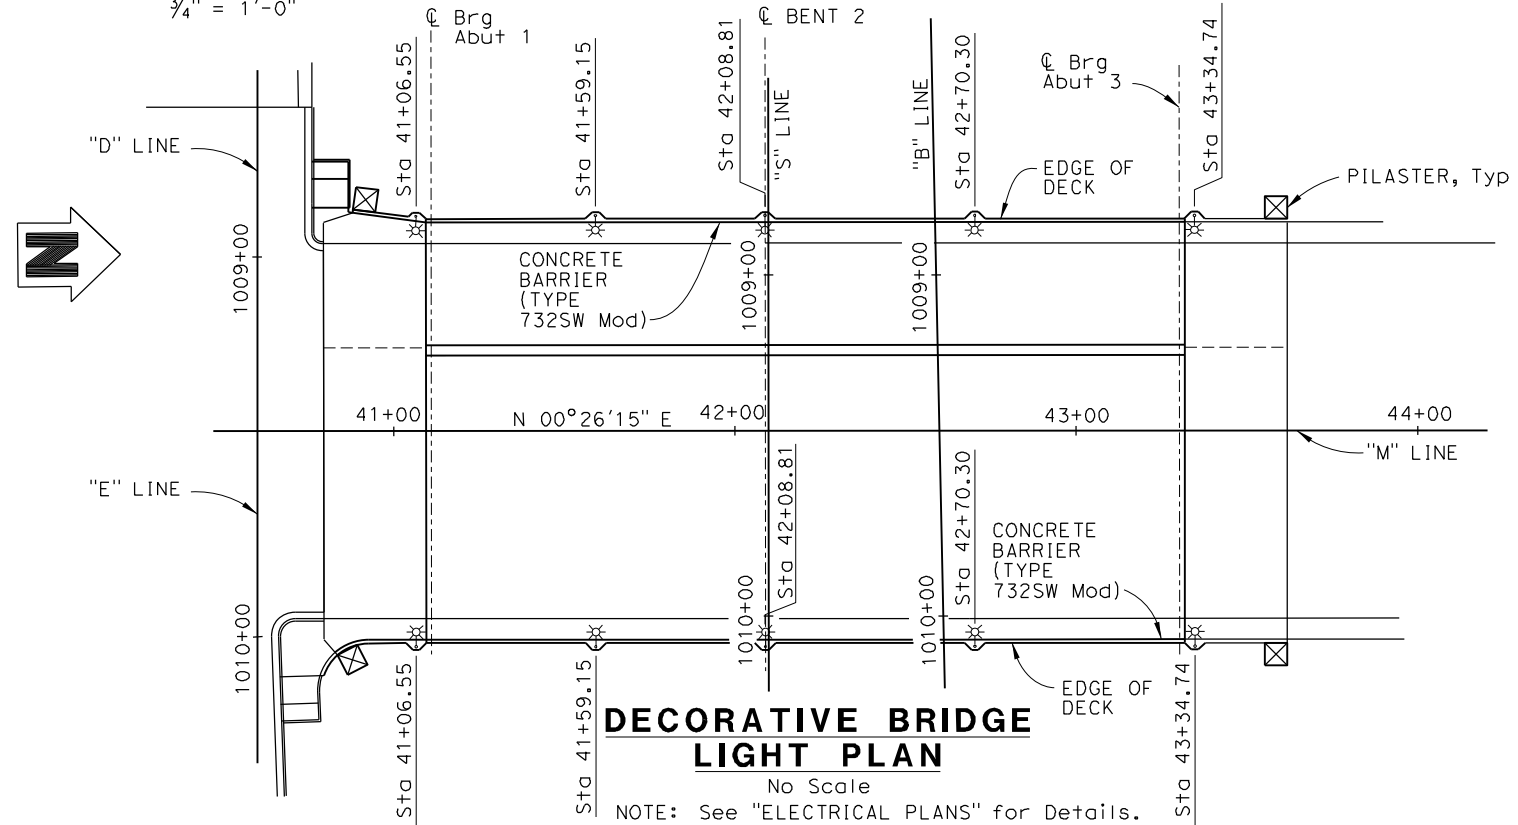 3/4" = 1'-0"
℄ Brg
Abut 1
℄ BENT 2
℄ Brg
Abut 3
Sta 41+06.55
Sta 41+59.15
Sta 42+08.81
"S" LINE
"B" LINE
Sta 42+70.30
Sta 43+34.74
"D" LINE
EDGE OF
DECK
PILASTER, Typ
N
1009+00
CONCRETE
BARRIER
(TYPE
732SW Mod)
1009+00
1009+00
41+00
N 00°26'15" E
42+00
43+00
44+00
"M" LINE
"E" LINE
Sta 42+08.81
Sta 42+70.30
CONCRETE
BARRIER
(TYPE
732SW Mod)
1010+00
1010+00
1010+00
EDGE OF
DECK
Sta 41+06.55
Sta 41+59.15
Sta 43+34.74
DECORATIVE BRIDGE
LIGHT PLAN
No Scale
NOTE: See "ELECTRICAL PLANS" for Details.